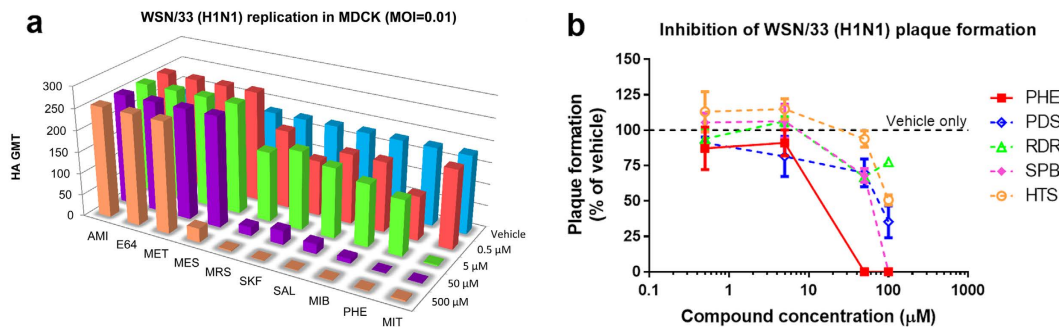 a
WSN/33 (H1N1) replication in MDCK (MOI=0.01)
HA GMT
300
250
200
150
100
50
0
AMI
E64
MET
MES
MRS
SKF
SAL
MIB
PHE
MIT
Vehicle
0.5 µM
5 µM
50 µM
500 µM
b
Inhibition of WSN/33 (H1N1) plaque formation
Plaque formation
(% of vehicle)
150
125
100
75
50
25
0
Vehicle only
0.1
1
10
100
1000
Compound concentration (µM)
PHE
PDS
RDR
SPB
HTS